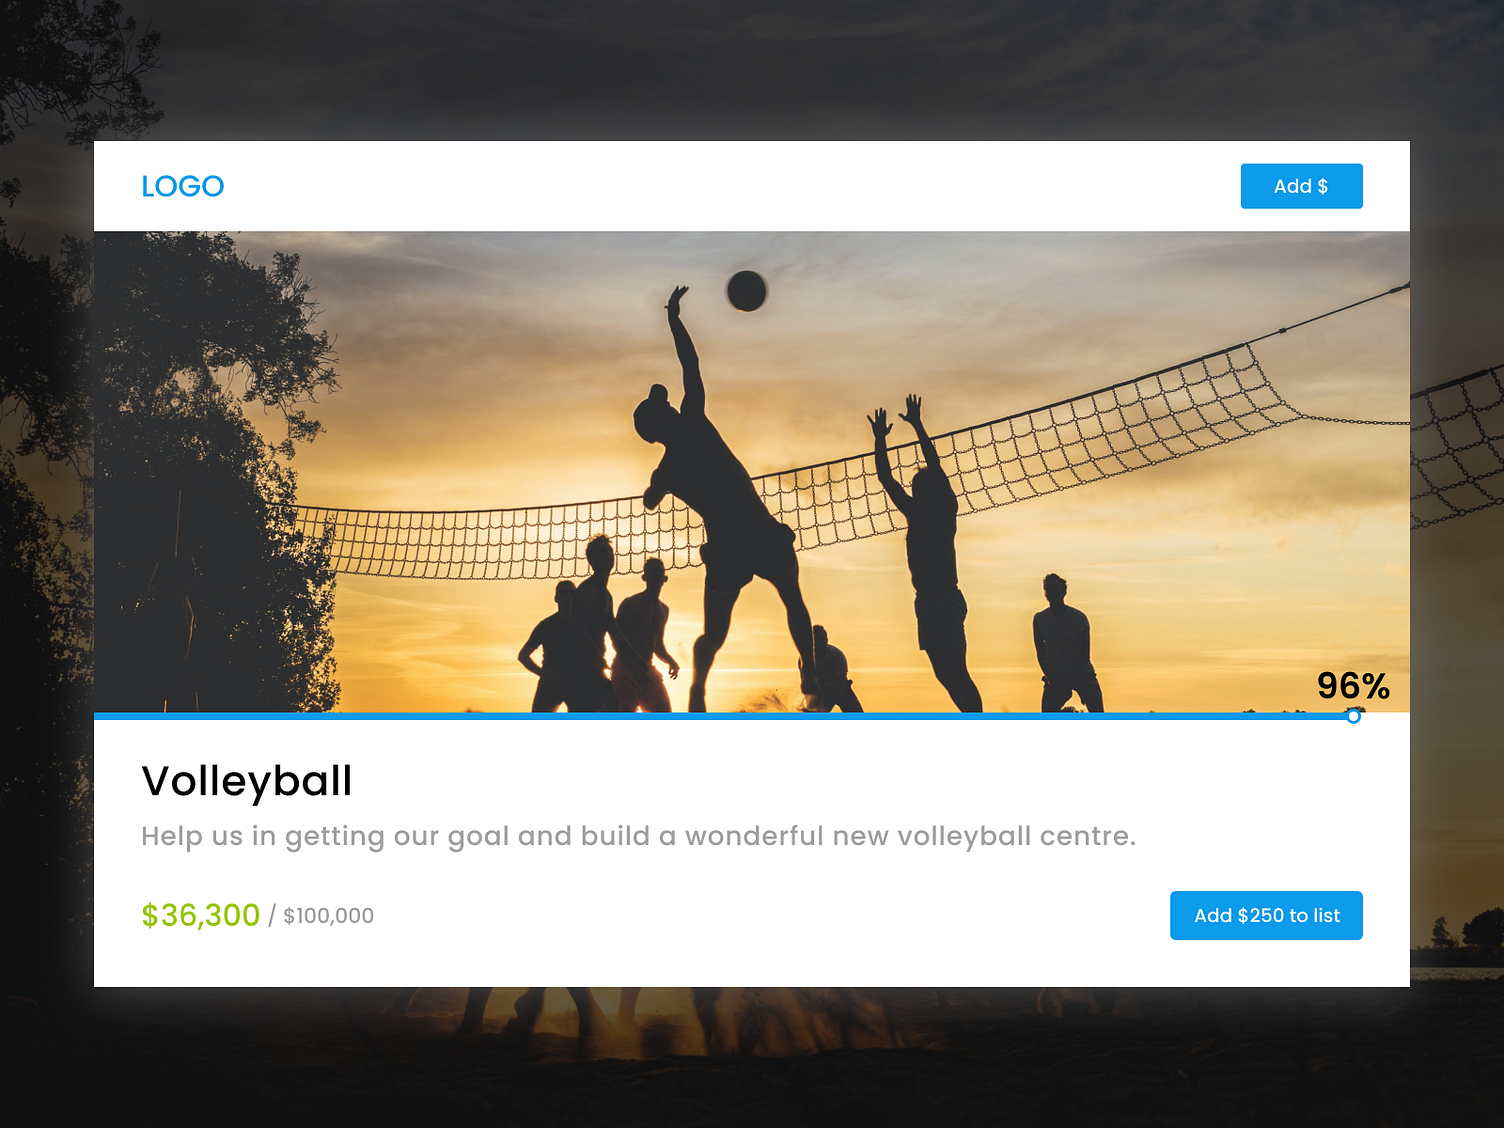 LOGO
Add $
96%
Volleyball
Help us in getting our goal and build a wonderful new volleyball centre.
$36,300 / $100,000
Add $250 to list